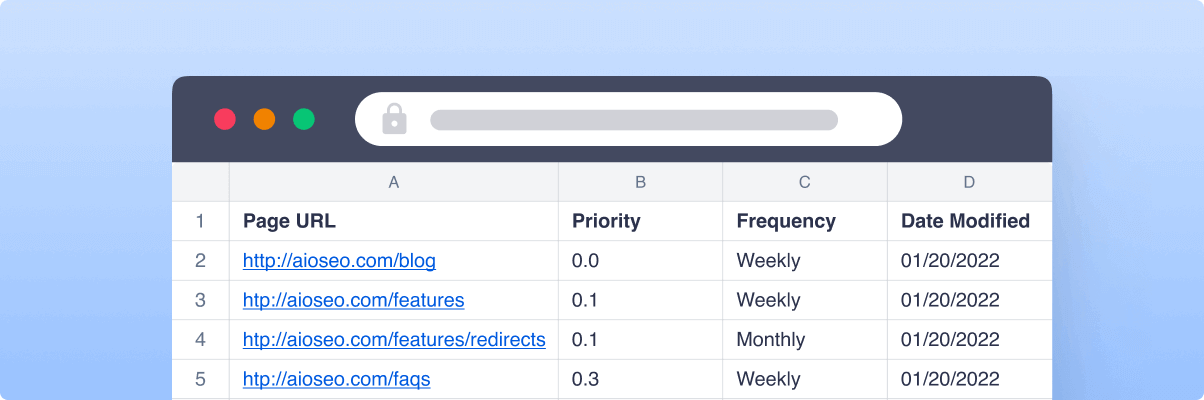 A B C D
1 Page URL Priority Frequency Date Modified
2 http://aioseo.com/blog 0.0 Weekly 01/20/2022
3 htp://aioseo.com/features 0.1 Weekly 01/20/2022
4 htp://aioseo.com/features/redirects 0.1 Monthly 01/20/2022
5 htp://aioseo.com/faqs 0.3 Weekly 01/20/2022